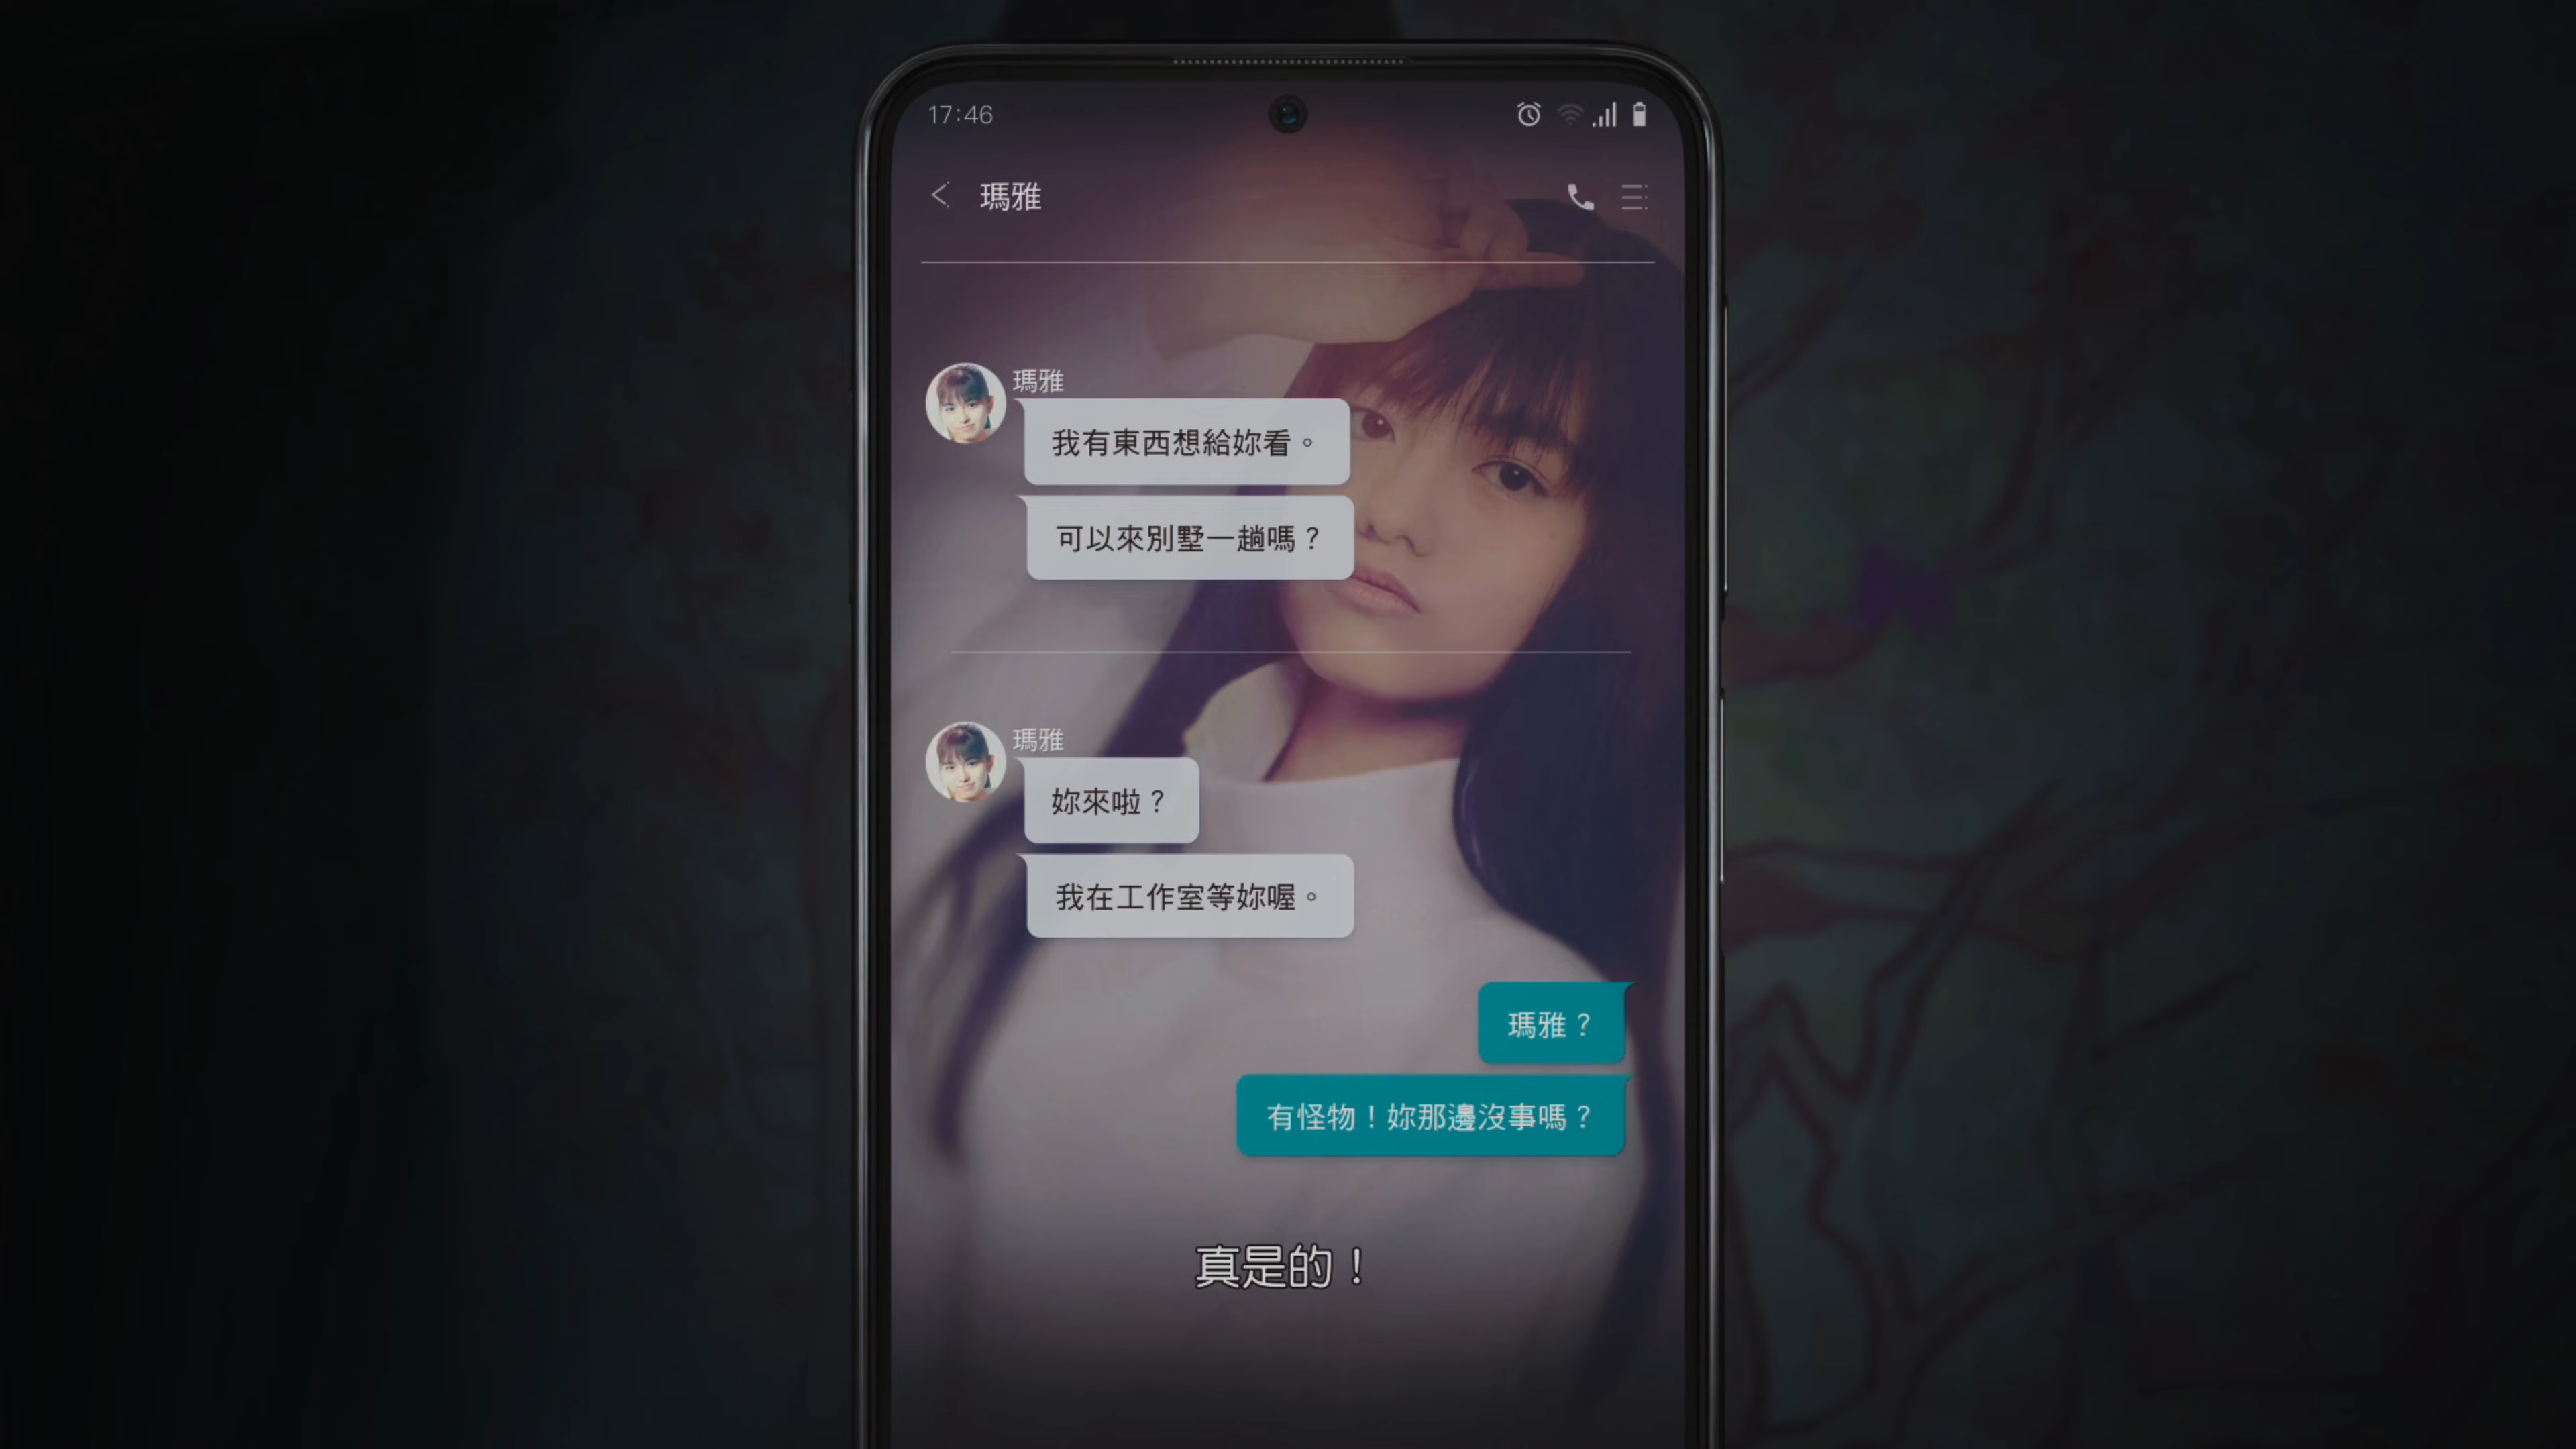 17:46
瑪雅
瑪雅
我有東西想給妳看。
可以來別墅一趟嗎？
瑪雅
妳來啦？
我在工作室等妳喔。
瑪雅？
有怪物！妳那邊沒事嗎？
真是的！